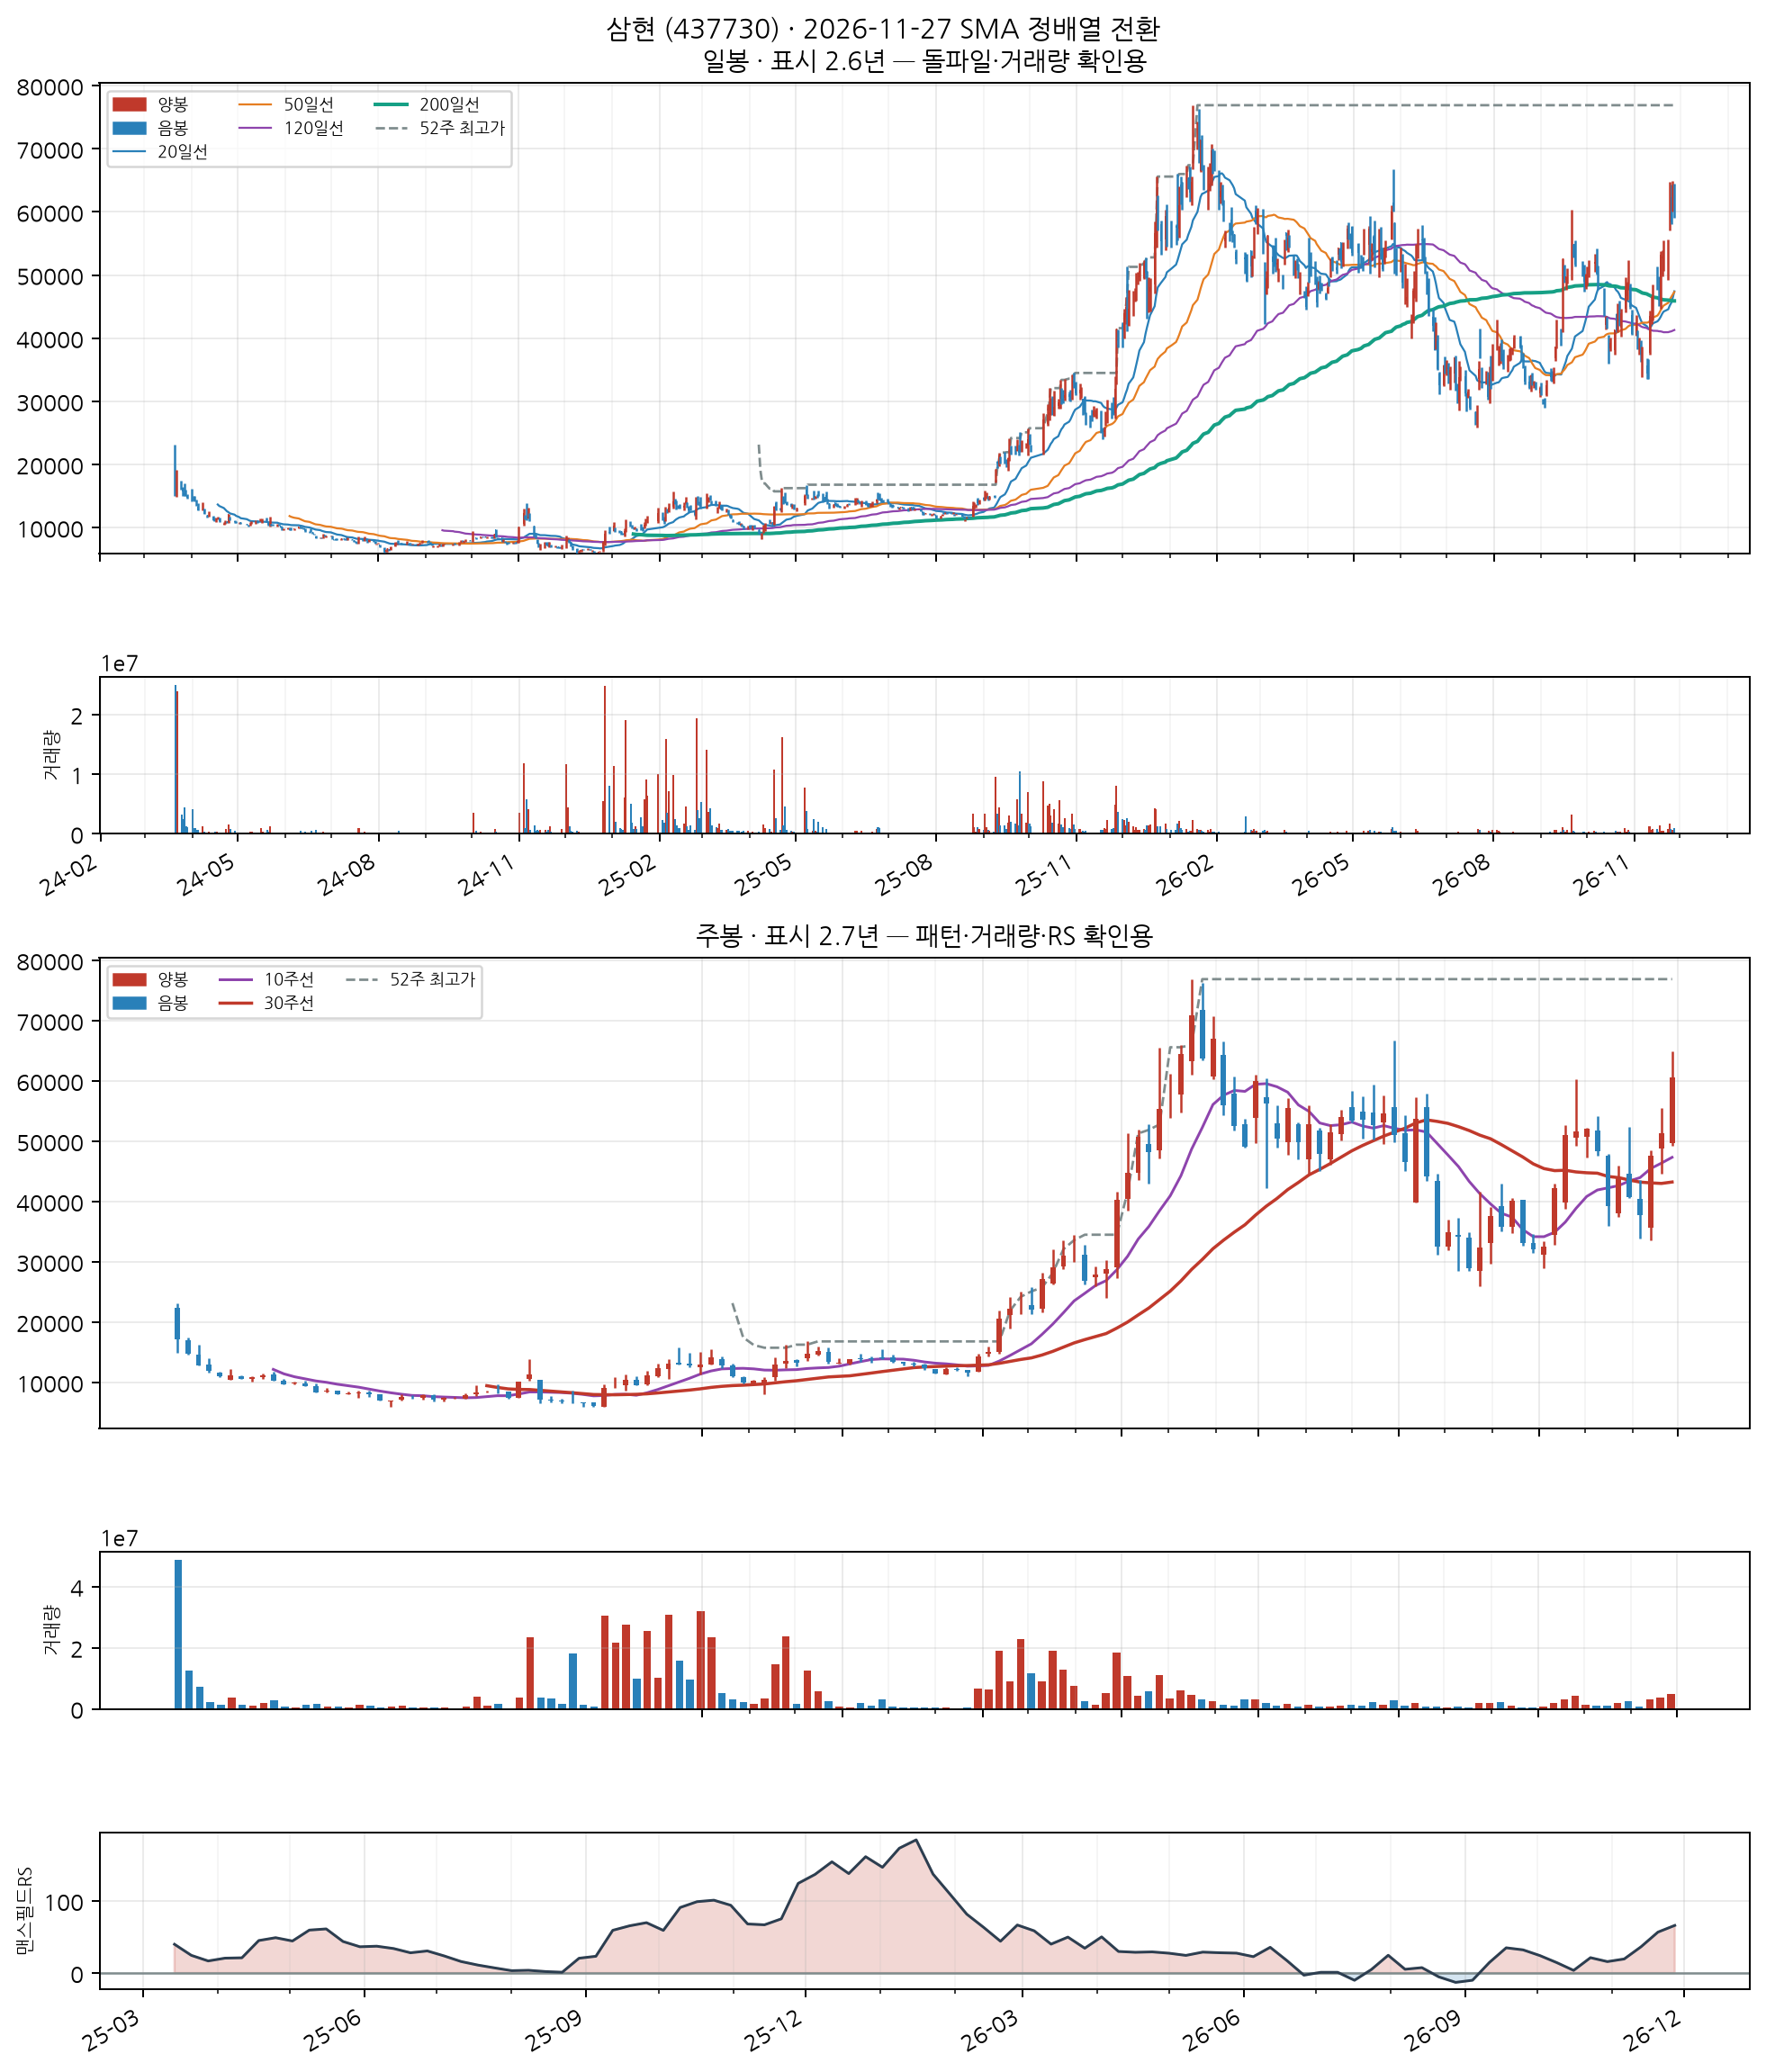 삼현 (437730) · 2026-11-27 SMA 정배열 전환
일봉 · 표시 2.6년 — 돌파일·거래량 확인용
양봉
음봉
20일선
50일선
120일선
200일선
52주 최고가
80000
70000
60000
50000
40000
30000
20000
10000
1e7
거래량
2
1
0
24-02
24-05
24-08
24-11
25-02
25-05
25-08
25-11
26-02
26-05
26-08
26-11
주봉 · 표시 2.7년 — 패턴·거래량·RS 확인용
양봉
음봉
10주선
30주선
52주 최고가
80000
70000
60000
50000
40000
30000
20000
10000
1e7
거래량
4
2
0
맨스필드RS
100
0
25-03
25-06
25-09
25-12
26-03
26-06
26-09
26-12